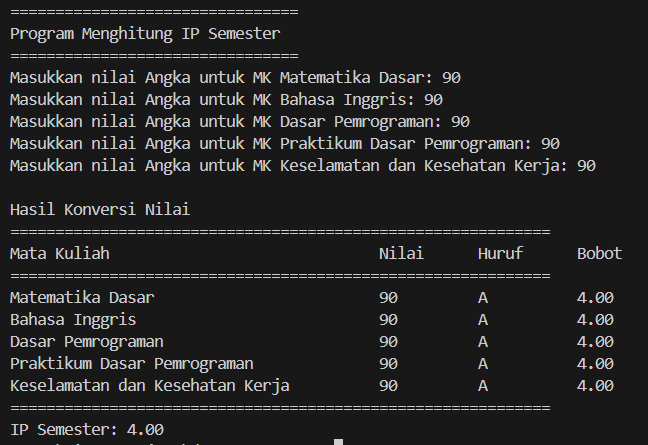 ================================
Program Menghitung IP Semester
================================
Masukkan nilai Angka untuk MK Matematika Dasar: 90
Masukkan nilai Angka untuk MK Bahasa Inggris: 90
Masukkan nilai Angka untuk MK Dasar Pemrograman: 90
Masukkan nilai Angka untuk MK Praktikum Dasar Pemrograman: 90
Masukkan nilai Angka untuk MK Keselamatan dan Kesehatan Kerja: 90
Hasil Konversi Nilai
============================================================
Mata Kuliah Nilai Huruf Bobot
============================================================
Matematika Dasar 90 A 4.00
Bahasa Inggris 90 A 4.00
Dasar Pemrograman 90 A 4.00
Praktikum Dasar Pemrograman 90 A 4.00
Keselamatan dan Kesehatan Kerja 90 A 4.00
============================================================
IP Semester: 4.00